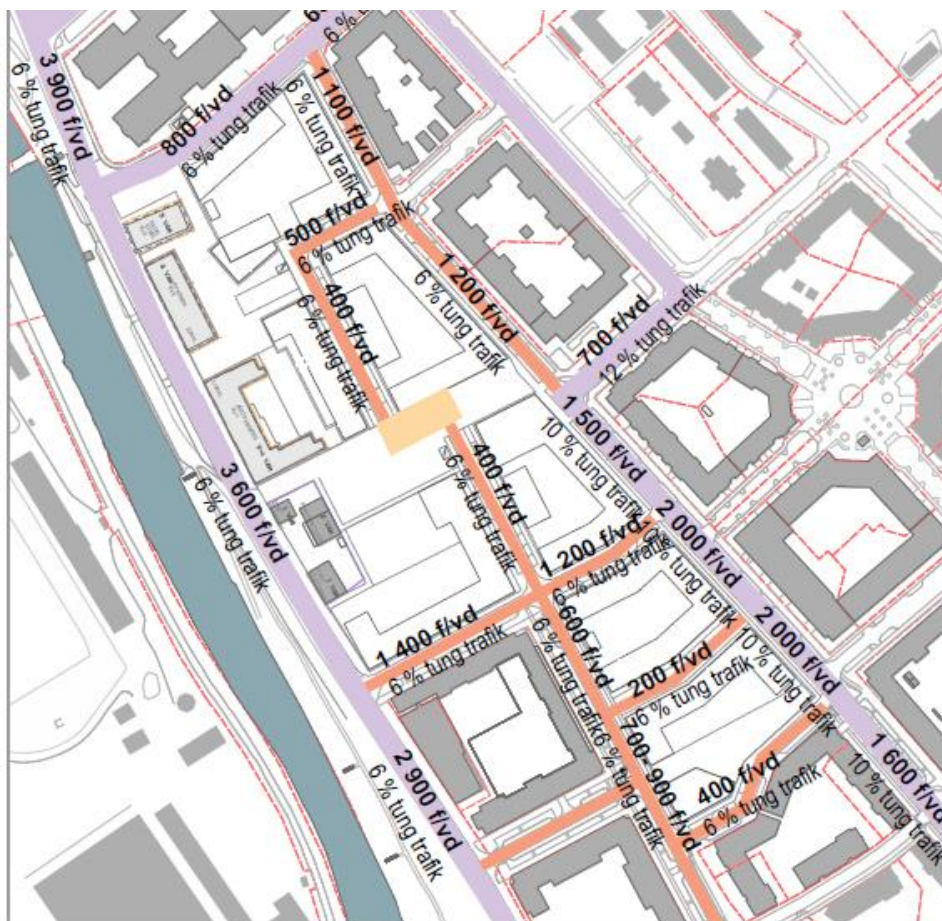 3 900 f/vd
6 % tung trafik
800 f/vd
6 % tung trafik
6 % tung trafik
1 100 f/vd
6 % tung trafik
500 f/vd
6 % tung trafik
400 f/vd
6 % tung trafik
1 200 f/vd
6 % tung trafik
700 f/vd
12 % tung trafik
1 500 f/vd
10 % tung trafik
3 600 f/vd
6 % tung trafik
400 f/vd
6 % tung trafik
2 000 f/vd
10 % tung trafik
1 200 f/vd
6 % tung trafik
1 400 f/vd
6 % tung trafik
600 f/vd
6 % tung trafik
200 f/vd
6 % tung trafik
2 000 f/vd
10 % tung trafik
700- 900 f/vd
6 % tung trafik
400 f/vd
6 % tung trafik
2 900 f/vd
6 % tung trafik
1 600 f/vd
10 % tung trafik